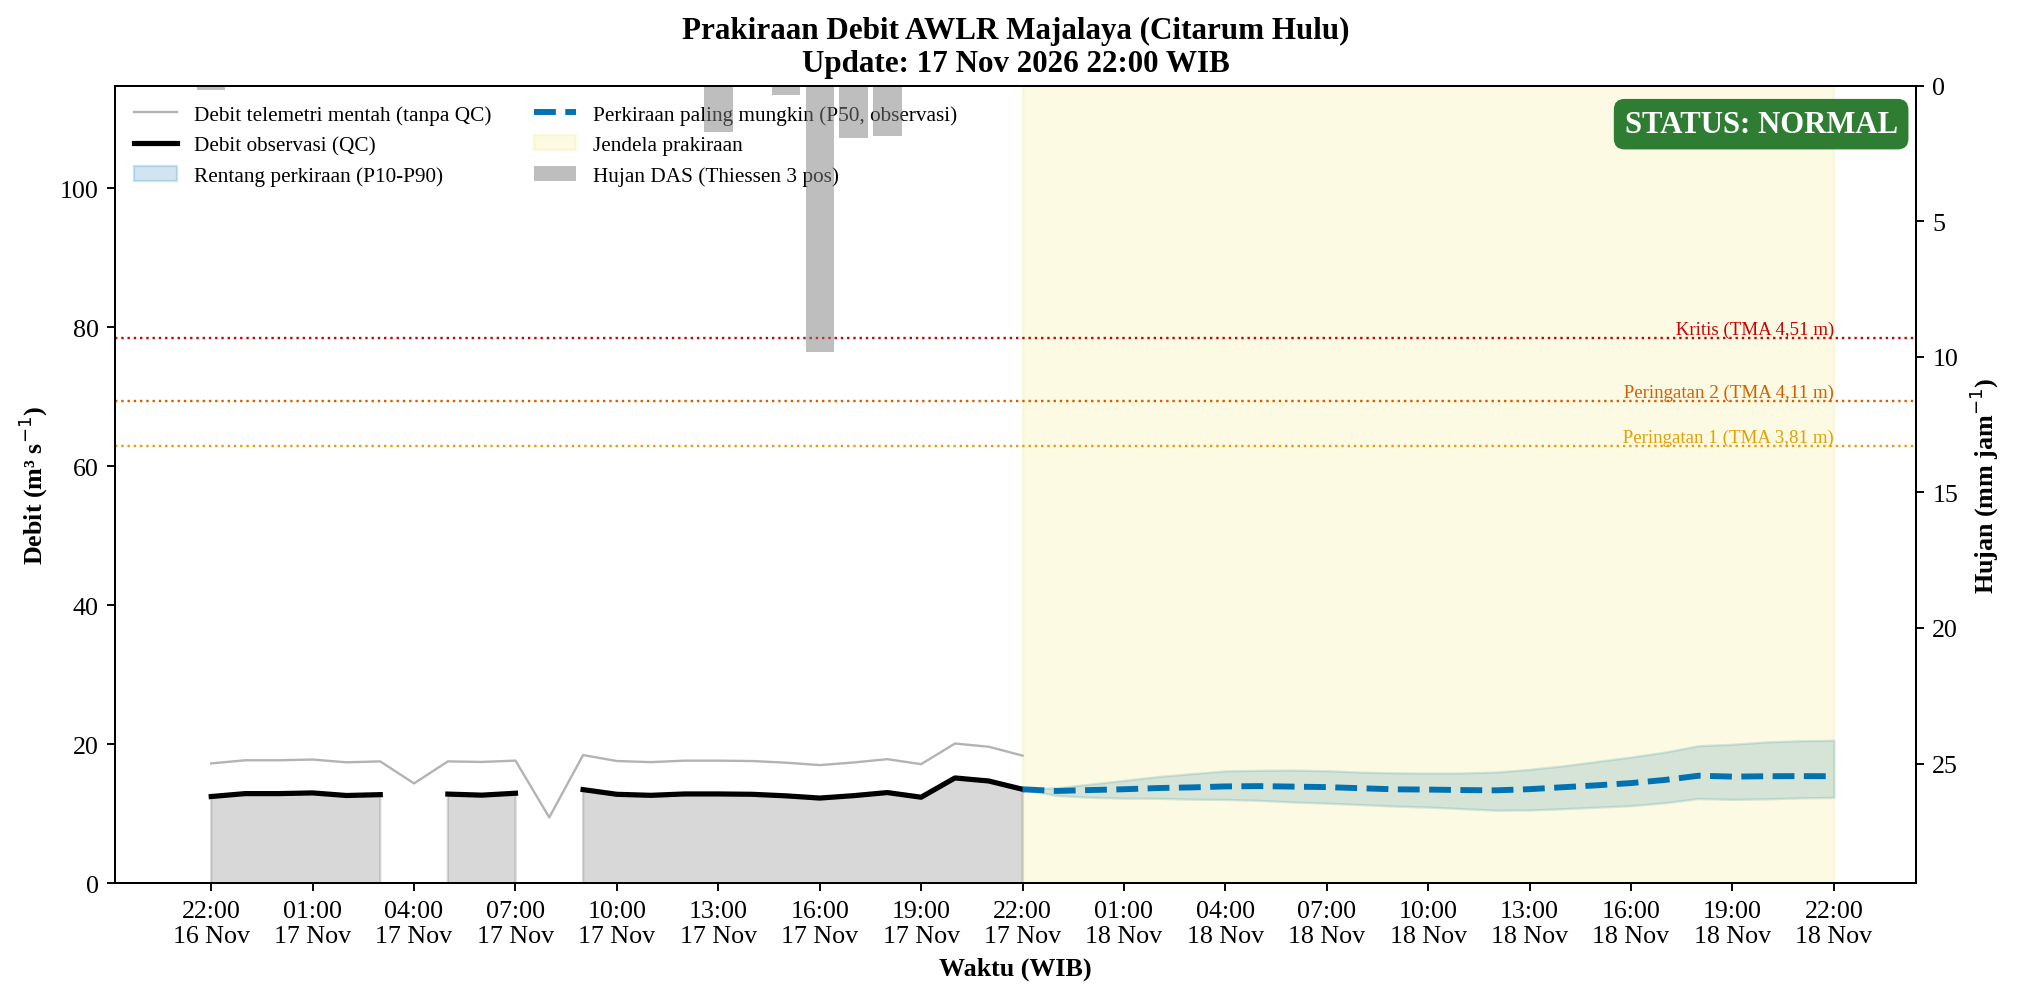 Prakiraan Debit AWLR Majalaya (Citarum Hulu)
Update: 17 Nov 2026 22:00 WIB
Debit telemetri mentah (tanpa QC)
Debit observasi (QC)
Rentang perkiraan (P10-P90)
Perkiraan paling mungkin (P50, observasi)
Jendela prakiraan
Hujan DAS (Thiessen 3 pos)
STATUS: NORMAL
Kritis (TMA 4,51 m)
Peringatan 2 (TMA 4,11 m)
Peringatan 1 (TMA 3,81 m)
Debit (m³ s⁻¹)
100
80
60
40
20
0
Hujan (mm jam⁻¹)
0
5
10
15
20
25
22:00 01:00 04:00 07:00 10:00 13:00 16:00 19:00 22:00 01:00 04:00 07:00 10:00 13:00 16:00 19:00 22:00
16 Nov 17 Nov 17 Nov 17 Nov 17 Nov 17 Nov 17 Nov 17 Nov 17 Nov 18 Nov 18 Nov 18 Nov 18 Nov 18 Nov 18 Nov 18 Nov 18 Nov
Waktu (WIB)